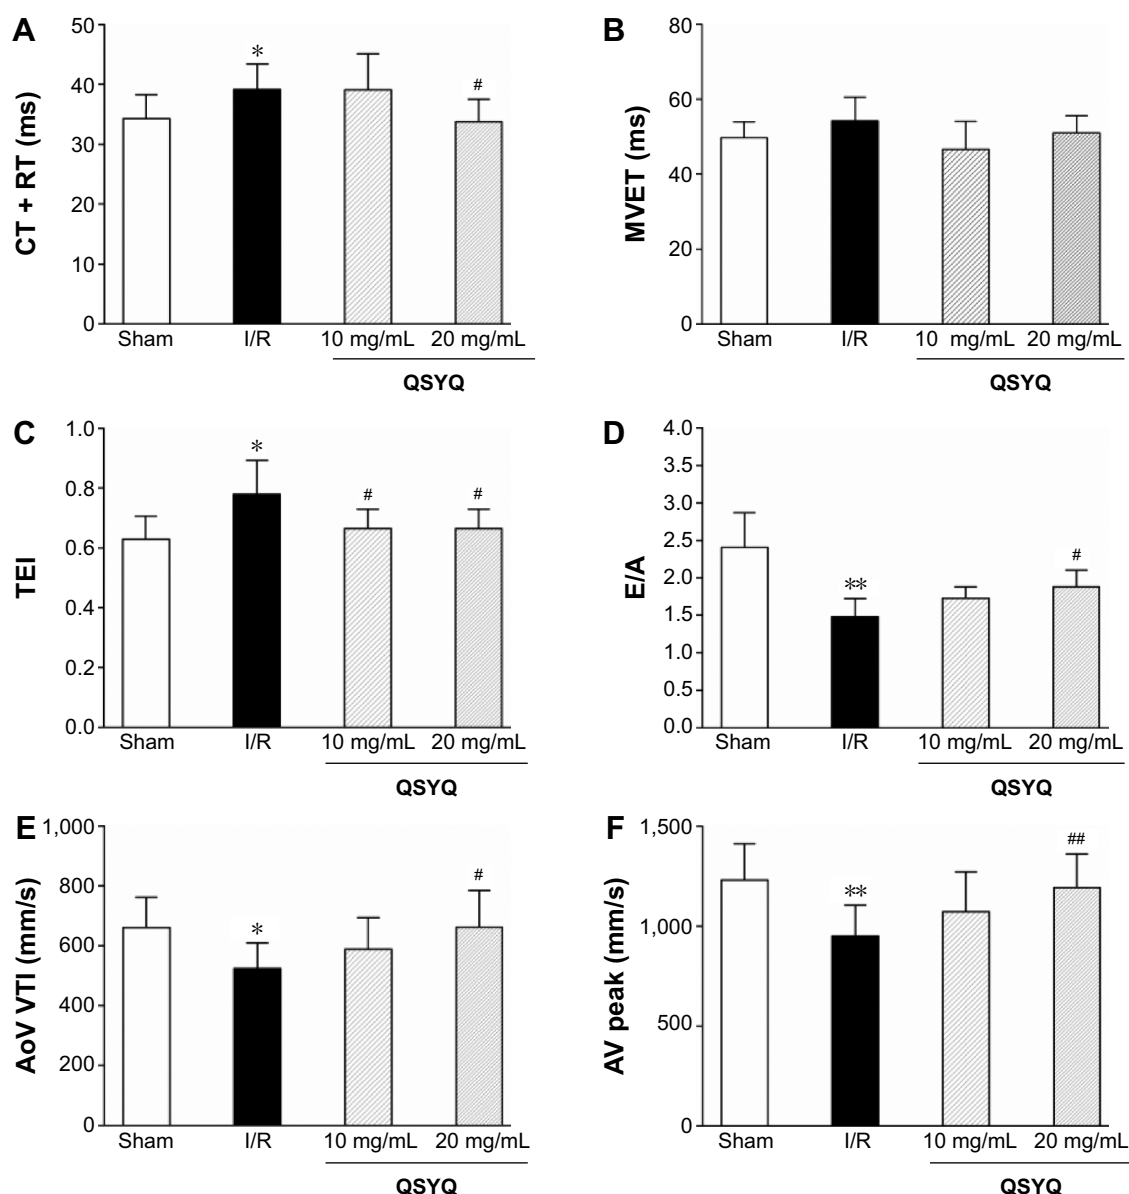 A
CT + RT (ms)
50
40
30
20
10
0
*
#
Sham
I/R
10 mg/mL
20 mg/mL
QSYQ
B
MVET (ms)
80
60
40
20
0
Sham
I/R
10 mg/mL
20 mg/mL
QSYQ
C
TEI
1.0
0.8
0.6
0.4
0.2
0.0
*
#
#
Sham
I/R
10 mg/mL
20 mg/mL
QSYQ
D
E/A
4.0
3.5
3.0
2.5
2.0
1.5
1.0
0.5
0.0
**
#
Sham
I/R
10 mg/mL
20 mg/mL
QSYQ
E
AoV VTI (mm/s)
1,000
800
600
400
200
0
*
#
Sham
I/R
10 mg/mL
20 mg/mL
QSYQ
F
AV peak (mm/s)
1,500
1,000
500
0
**
##
Sham
I/R
10 mg/mL
20 mg/mL
QSYQ